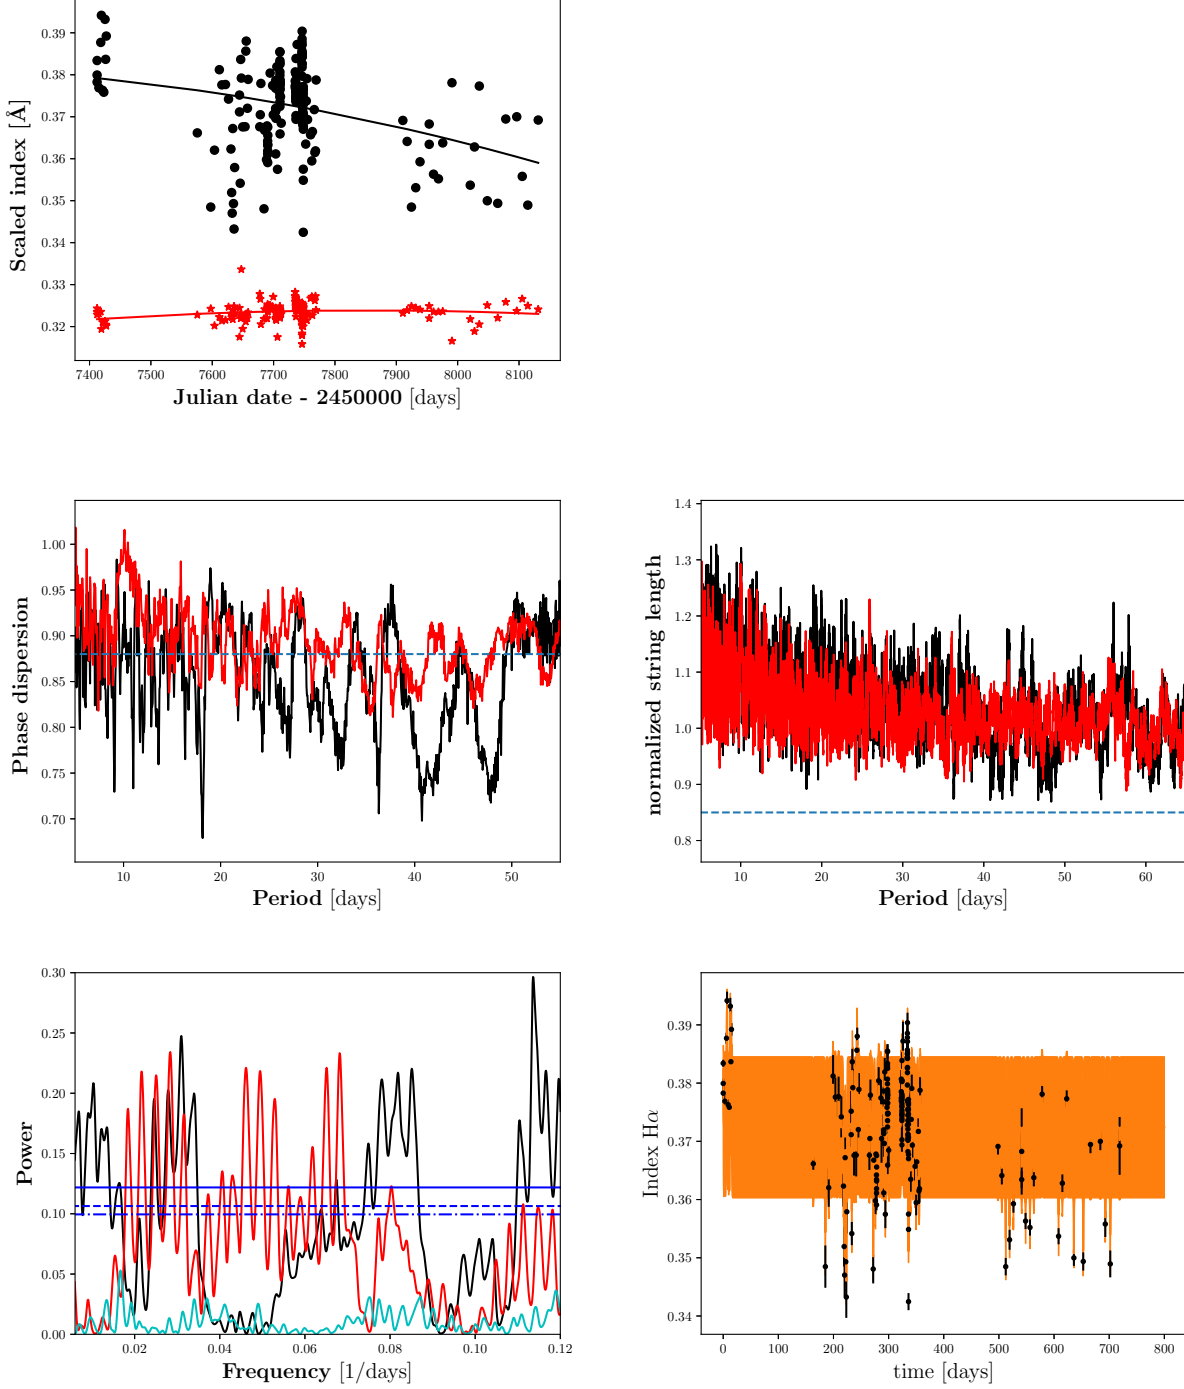 0.39
0.38
0.37
0.36
0.35
0.34
0.33
0.32
Scaled index [Å]
7400 7500 7600 7700 7800 7900 8000 8100
Julian date - 2450000 [days]
1.00
0.95
0.90
0.85
0.80
0.75
0.70
Phase dispersion
10 20 30 40 50
Period [days]
1.4
1.3
1.2
1.1
1.0
0.9
0.8
normalized string length
10 20 30 40 50 60
Period [days]
0.30
0.25
0.20
0.15
0.10
0.05
0.00
Power
0.02 0.04 0.06 0.08 0.10 0.12
Frequency [1/days]
0.39
0.38
0.37
0.36
0.35
0.34
Index Hα
0 100 200 300 400 500 600 700 800
time [days]